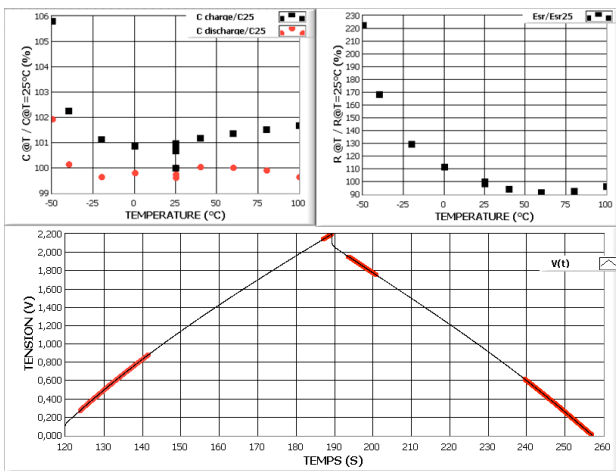 C charge/C25
C discharge/C25
C @T / C@T=25°C (%)
106
105
104
103
102
101
100
99
-50 -25 0 25 50 75 100
TEMPERATURE (°C)
Esr/Esr25
R @T / R@T=25°C (%)
230
220
210
200
190
180
170
160
150
140
130
120
110
100
90
-50 -25 0 25 50 75 100
TEMPERATURE (°C)
V(t)
TENSION (V)
2,200
2,000
1,800
1,600
1,400
1,200
1,000
0,800
0,600
0,400
0,200
0,000
120 130 140 150 160 170 180 190 200 210 220 230 240 250 260
TEMPS (S)